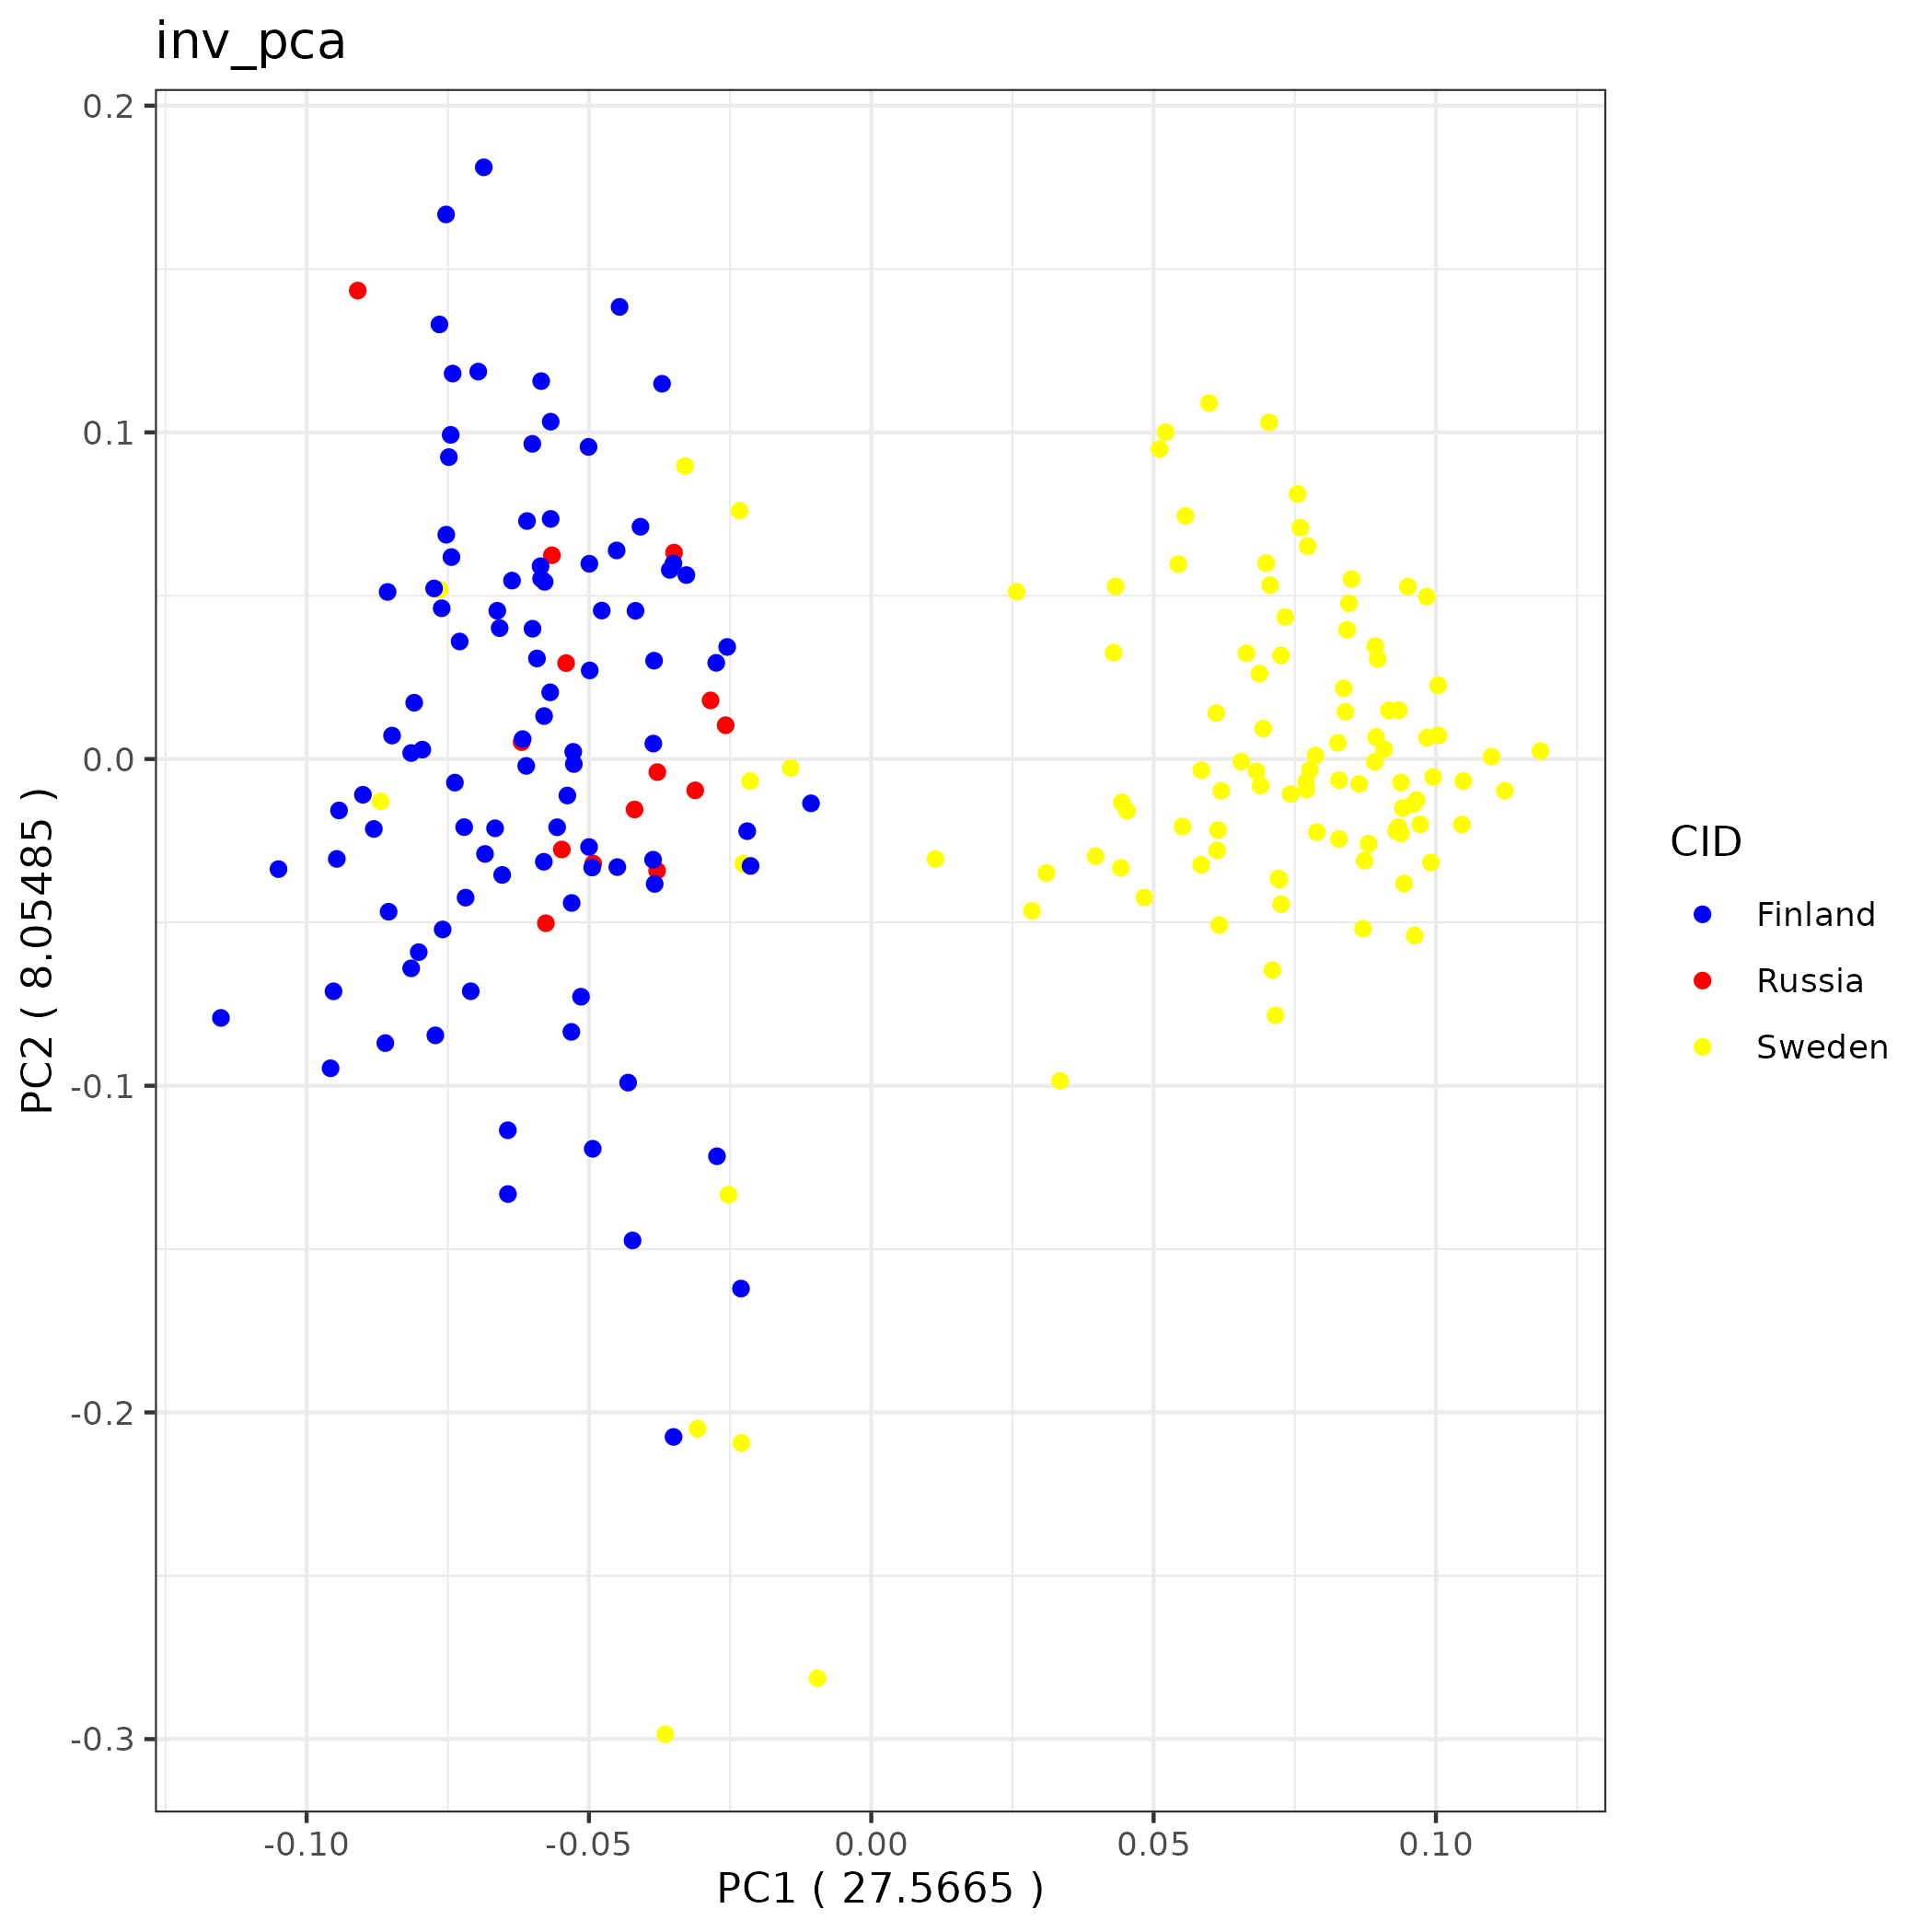 inv_pca
0.2
0.1
0.0
-0.1
-0.2
-0.3
PC2 ( 8.05485 )
-0.10
-0.05
0.00
0.05
0.10
PC1 ( 27.5665 )
CID
Finland
Russia
Sweden